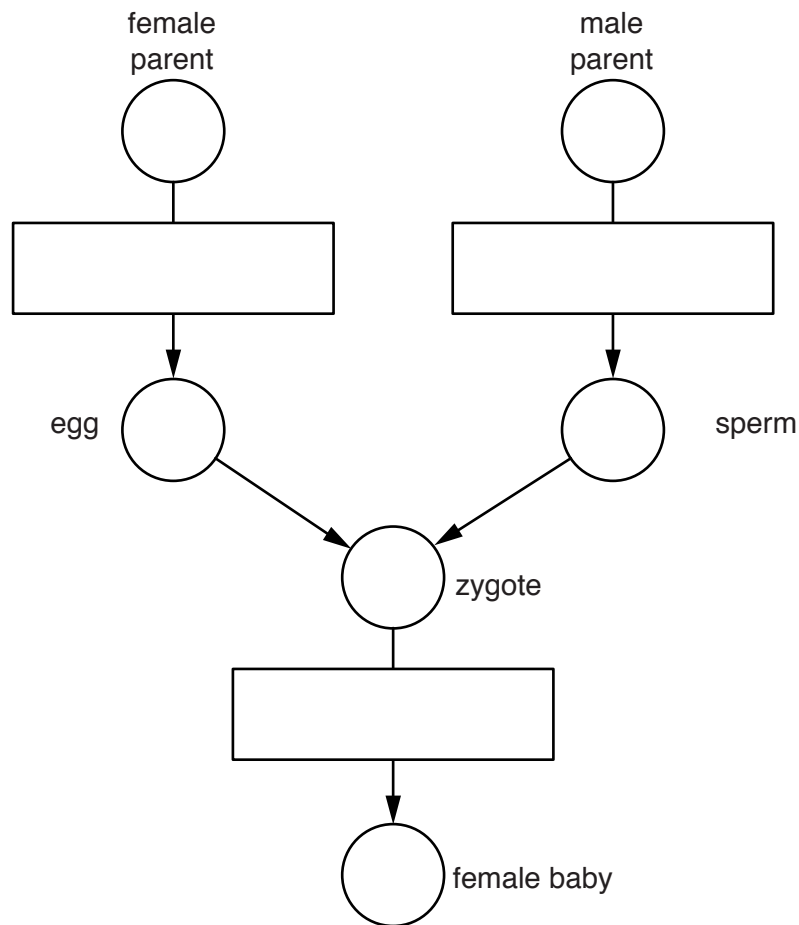 female
parent
male
parent
egg
sperm
zygote
female baby